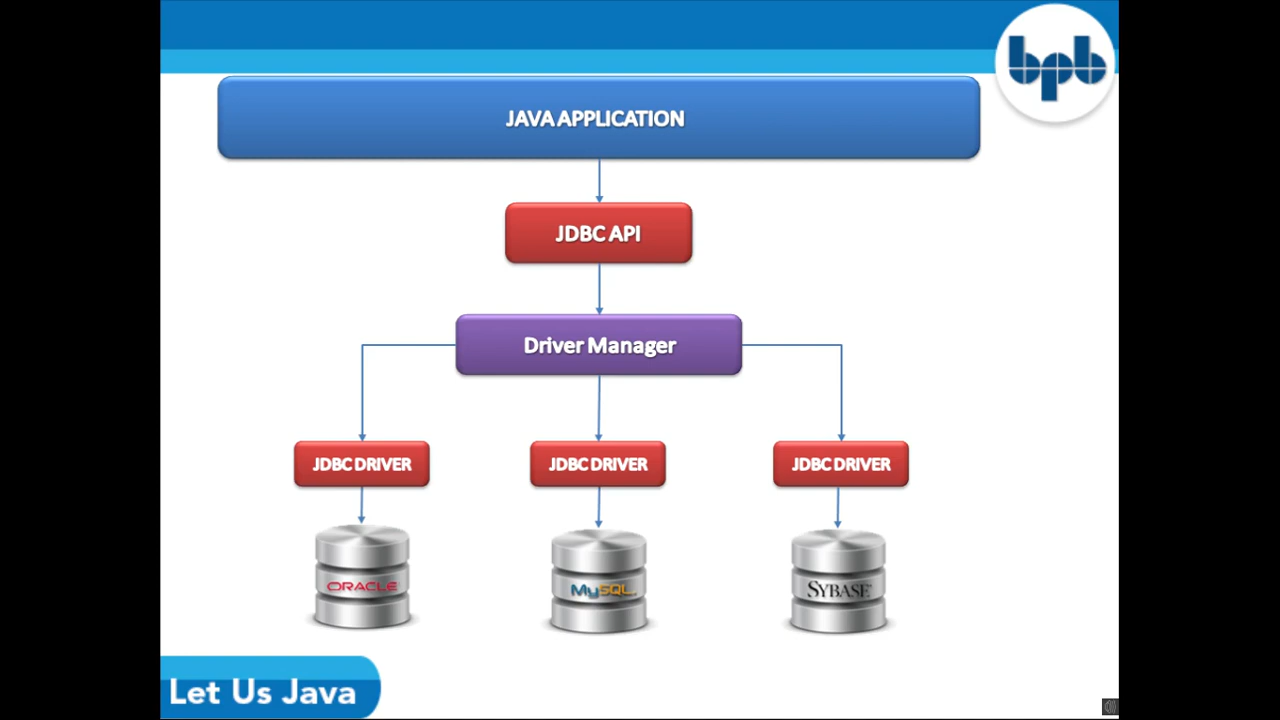 bpb
JAVA APPLICATION
JDBC API
Driver Manager
JDBC DRIVER
JDBC DRIVER
JDBC DRIVER
ORACLE
MySQL
SYBASE
Let Us Java